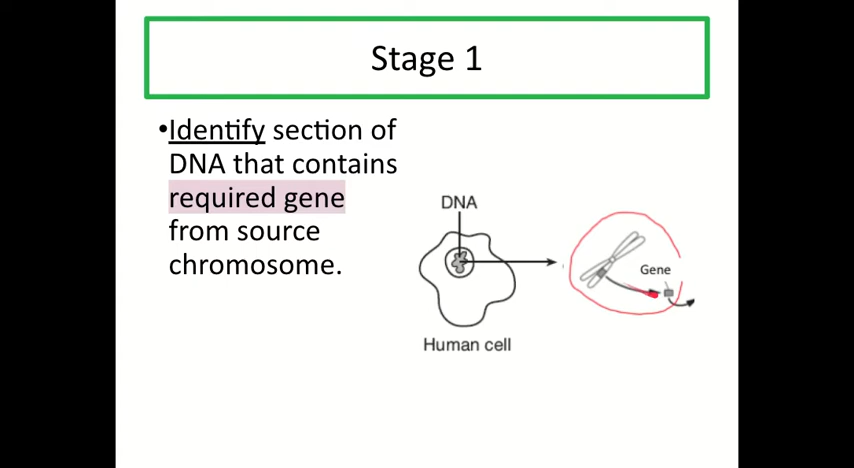 Stage 1
•Identify section of
DNA that contains
required gene
from source
chromosome.
DNA
Gene
Human cell